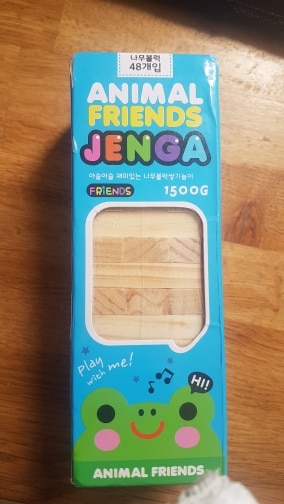 나무블럭
48개입
ANIMAL
FRIENDS
JENGA
아슬아슬 재미있는 나무블럭쌓기놀이
FRIENDS 1500G
play
with me!
HI!
ANIMAL FRIENDS